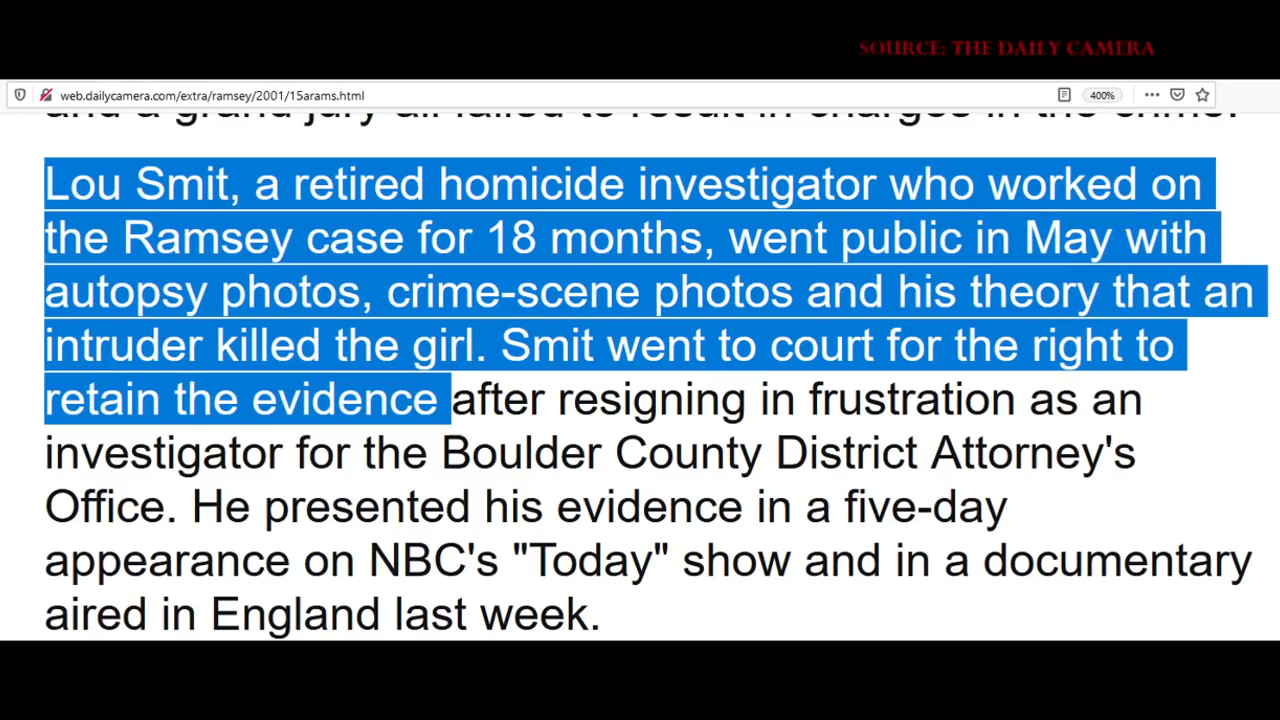 SOURCE: THE DAILY CAMERA
web.dailycamera.com/extra/ramsey/2001/15arams.html
400%
and a grand jury all failed to result in charges in the crime.
Lou Smit, a retired homicide investigator who worked on
the Ramsey case for 18 months, went public in May with
autopsy photos, crime-scene photos and his theory that an
intruder killed the girl. Smit went to court for the right to
retain the evidence after resigning in frustration as an
investigator for the Boulder County District Attorney's
Office. He presented his evidence in a five-day
appearance on NBC's "Today" show and in a documentary
aired in England last week.